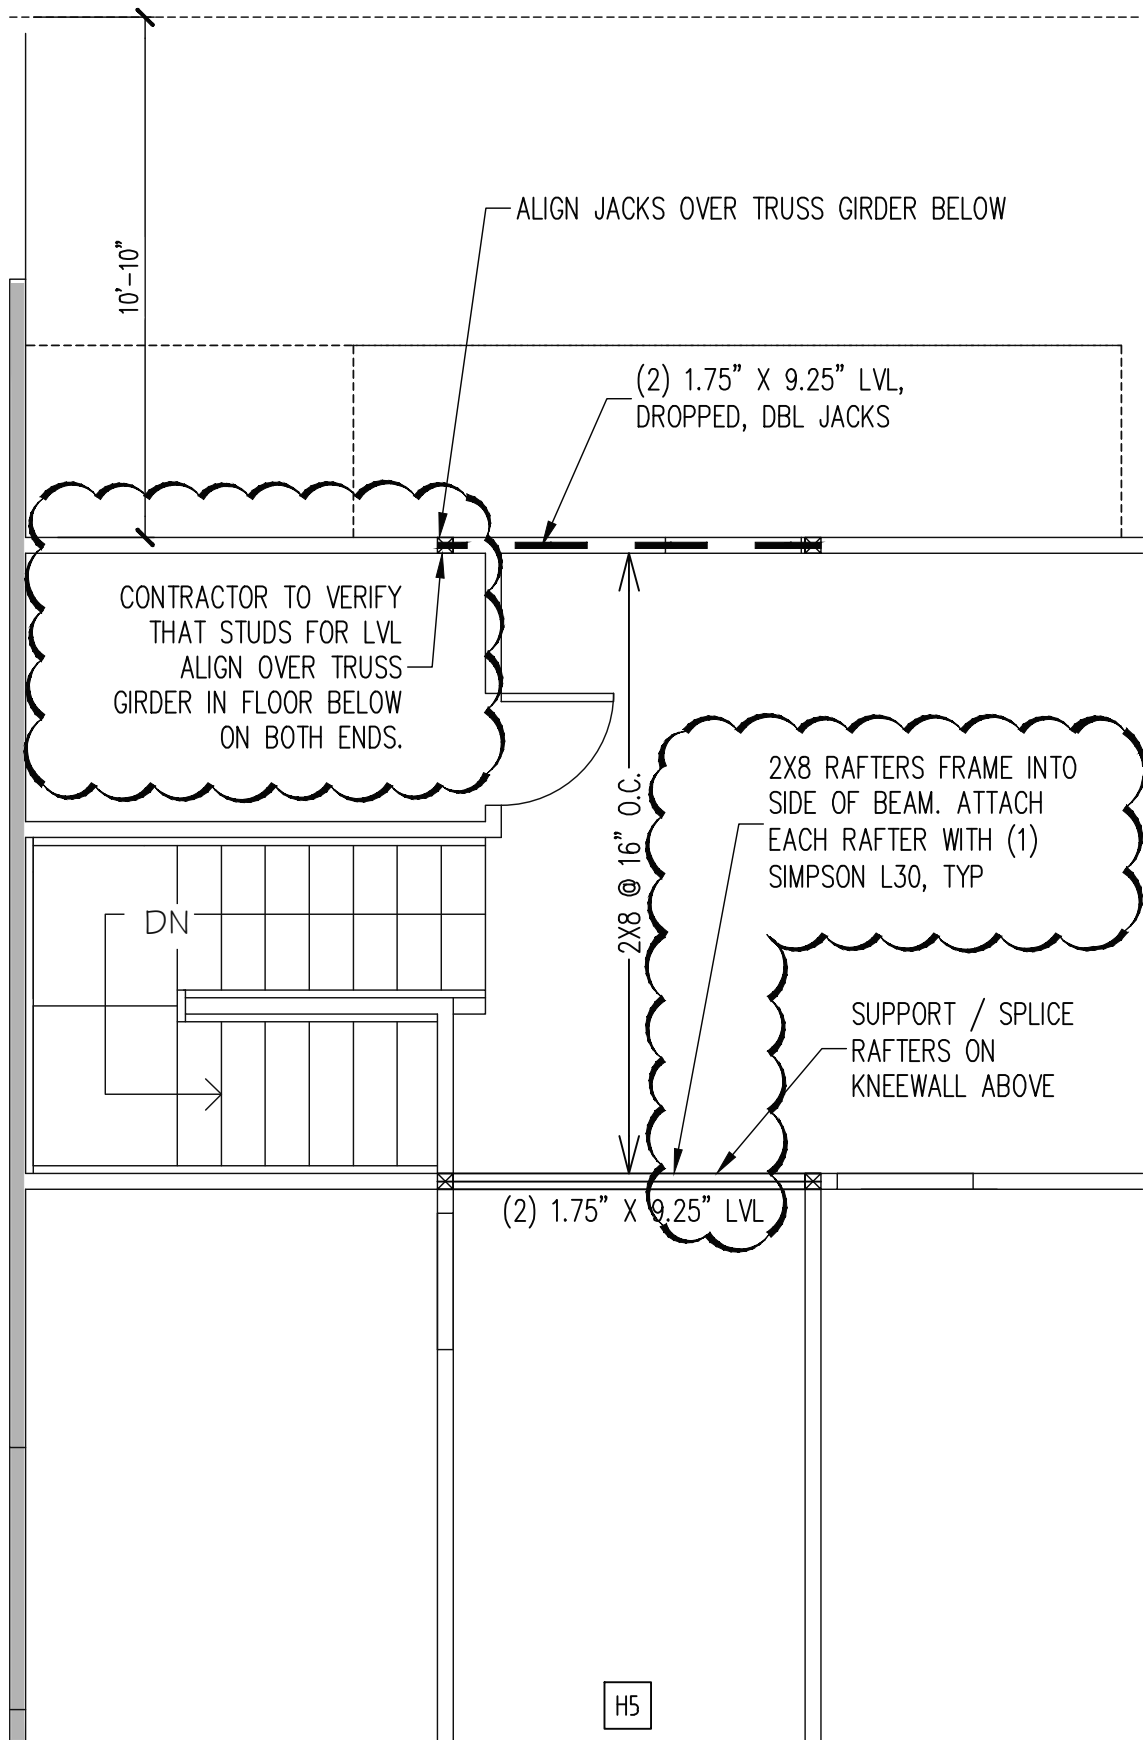 ALIGN JACKS OVER TRUSS GIRDER BELOW
10'-10"
(2) 1.75" X 9.25" LVL,
DROPPED, DBL JACKS
CONTRACTOR TO VERIFY
THAT STUDS FOR LVL
ALIGN OVER TRUSS
GIRDER IN FLOOR BELOW
ON BOTH ENDS.
2X8 @ 16" O.C.
2X8 RAFTERS FRAME INTO
SIDE OF BEAM. ATTACH
EACH RAFTER WITH (1)
SIMPSON L30, TYP
DN
SUPPORT / SPLICE
RAFTERS ON
KNEEWALL ABOVE
(2) 1.75" X 9.25" LVL
H5